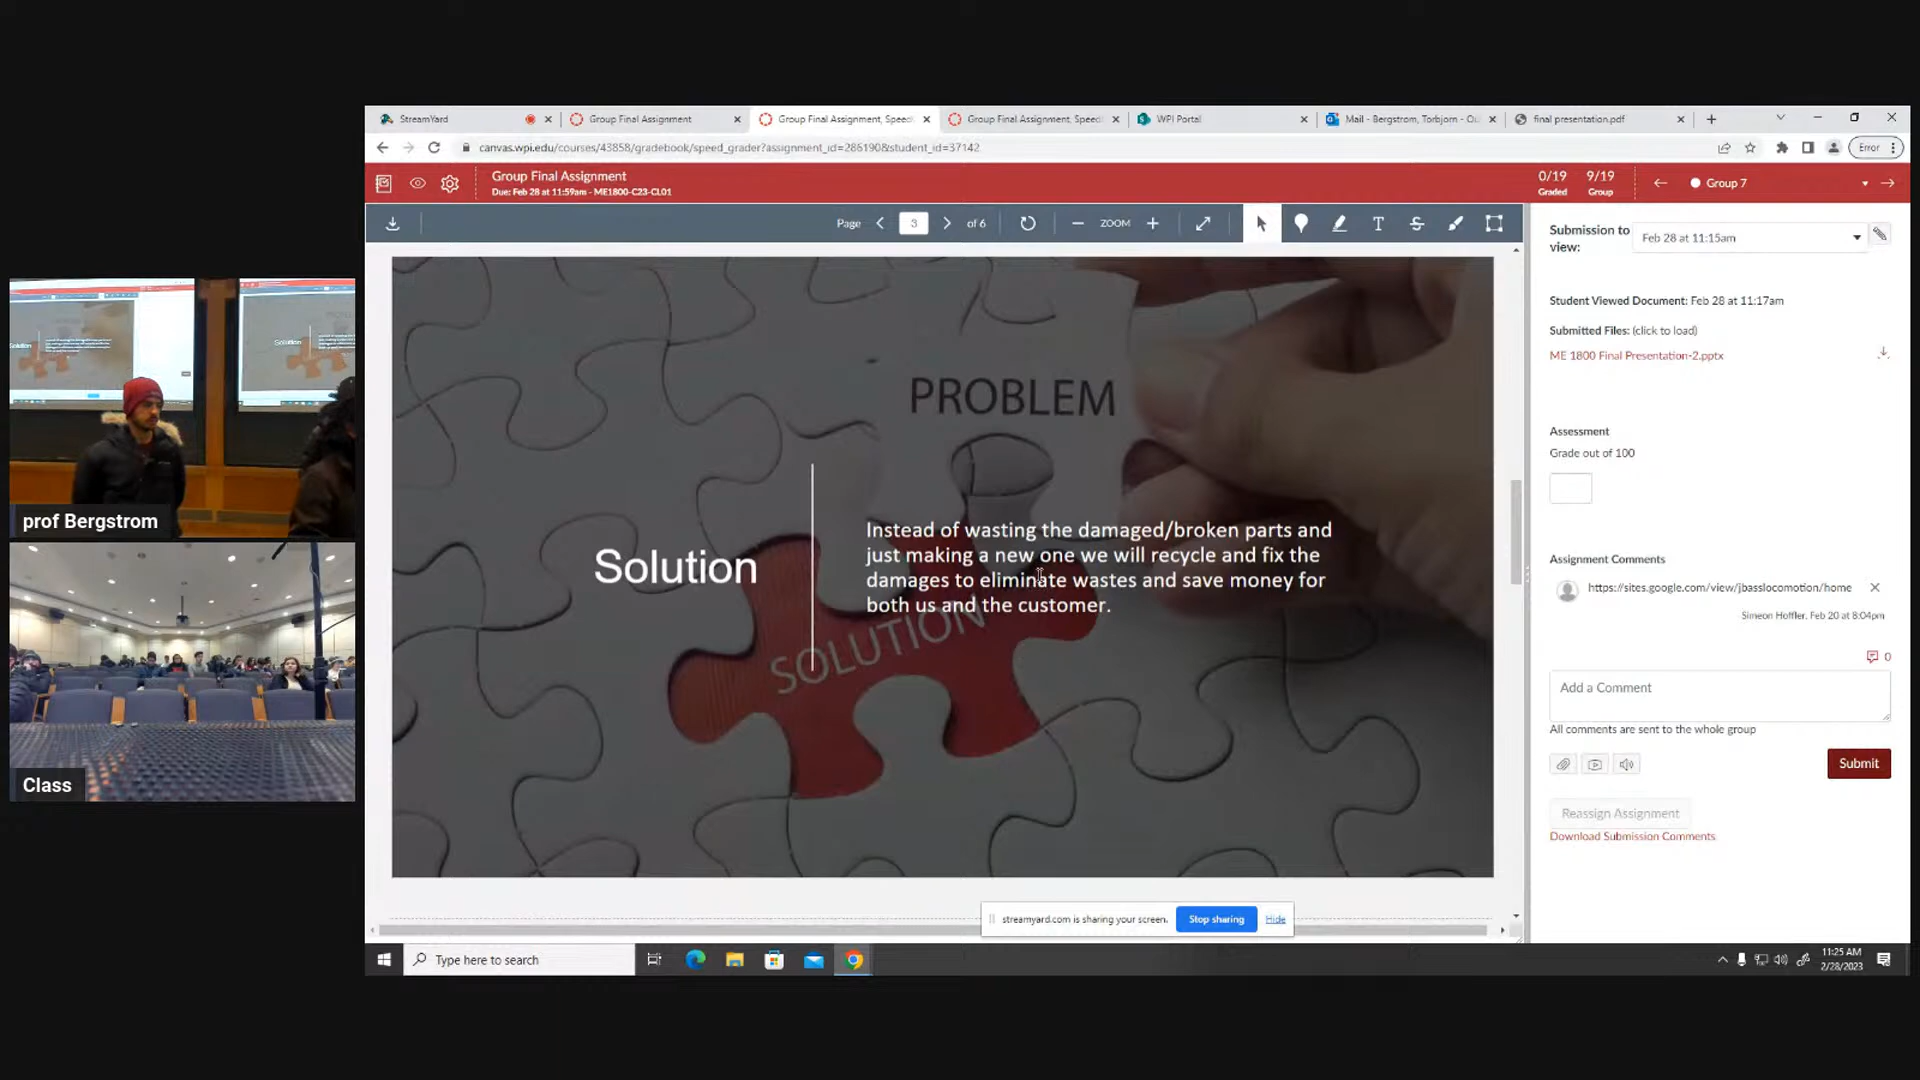 StreamYard
Group Final Assignment
Group Final Assignment, Speed
Group Final Assignment, Speed
WPI Portal
Mail - Bergstrom, Torbjorn - Ou
final presentation.pdf
canvas.wpi.edu/courses/43858/gradebook/speed_grader?assignment_id=286190&student_id=37142
Error
Group Final Assignment
Due: Feb 28 at 11:59am - ME1800-C23-CL01
0/19
Graded
9/19
Group
Group 7
Page
3
of 6
ZOOM
Submission to view:
Feb 28 at 11:15am
Student Viewed Document: Feb 28 at 11:17am
Submitted Files: (click to load)
ME 1800 Final Presentation-2.pptx
Assessment
Grade out of 100
Assignment Comments
https://sites.google.com/view/jbasslocomotion/home
Simeon Hoffler, Feb 20 at 8:04pm
0
Add a Comment
All comments are sent to the whole group
Submit
Reassign Assignment
Download Submission Comments
PROBLEM
Solution
Instead of wasting the damaged/broken parts and
just making a new one we will recycle and fix the
damages to eliminate wastes and save money for
both us and the customer.
SOLUTION
prof Bergstrom
Class
streamyard.com is sharing your screen.
Stop sharing
Hide
Type here to search
11:25 AM
2/28/2023